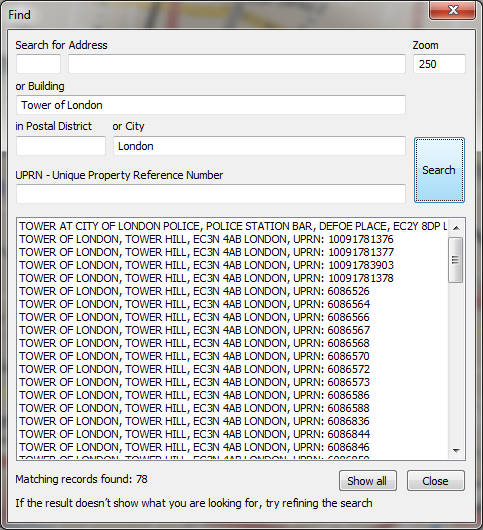 Find
Search for Address
Zoom
250
or Building
Tower of London
in Postal District
or City
London
Search
UPRN - Unique Property Reference Number
TOWER AT CITY OF LONDON POLICE, POLICE STATION BAR, DEFOE PLACE, EC2Y 8DP L
TOWER OF LONDON, TOWER HILL, EC3N 4AB LONDON, UPRN: 10091781376
TOWER OF LONDON, TOWER HILL, EC3N 4AB LONDON, UPRN: 10091781377
TOWER OF LONDON, TOWER HILL, EC3N 4AB LONDON, UPRN: 10091783903
TOWER OF LONDON, TOWER HILL, EC3N 4AB LONDON, UPRN: 10091781378
TOWER OF LONDON, TOWER HILL, EC3N 4AB LONDON, UPRN: 6086526
TOWER OF LONDON, TOWER HILL, EC3N 4AB LONDON, UPRN: 6086564
TOWER OF LONDON, TOWER HILL, EC3N 4AB LONDON, UPRN: 6086566
TOWER OF LONDON, TOWER HILL, EC3N 4AB LONDON, UPRN: 6086567
TOWER OF LONDON, TOWER HILL, EC3N 4AB LONDON, UPRN: 6086568
TOWER OF LONDON, TOWER HILL, EC3N 4AB LONDON, UPRN: 6086570
TOWER OF LONDON, TOWER HILL, EC3N 4AB LONDON, UPRN: 6086572
TOWER OF LONDON, TOWER HILL, EC3N 4AB LONDON, UPRN: 6086573
TOWER OF LONDON, TOWER HILL, EC3N 4AB LONDON, UPRN: 6086586
TOWER OF LONDON, TOWER HILL, EC3N 4AB LONDON, UPRN: 6086588
TOWER OF LONDON, TOWER HILL, EC3N 4AB LONDON, UPRN: 6086836
TOWER OF LONDON, TOWER HILL, EC3N 4AB LONDON, UPRN: 6086844
TOWER OF LONDON, TOWER HILL, EC3N 4AB LONDON, UPRN: 6086846
TOWER OF LONDON, TOWER HILL, EC3N 4AB LONDON, UPRN:
Matching records found: 78
Show all
Close
If the result doesn't show what you are looking for, try refining the search